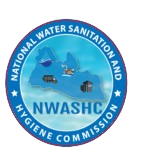 NATIONAL WATER SANITATION AND
NWASHC
HYGIENE COMMISSION